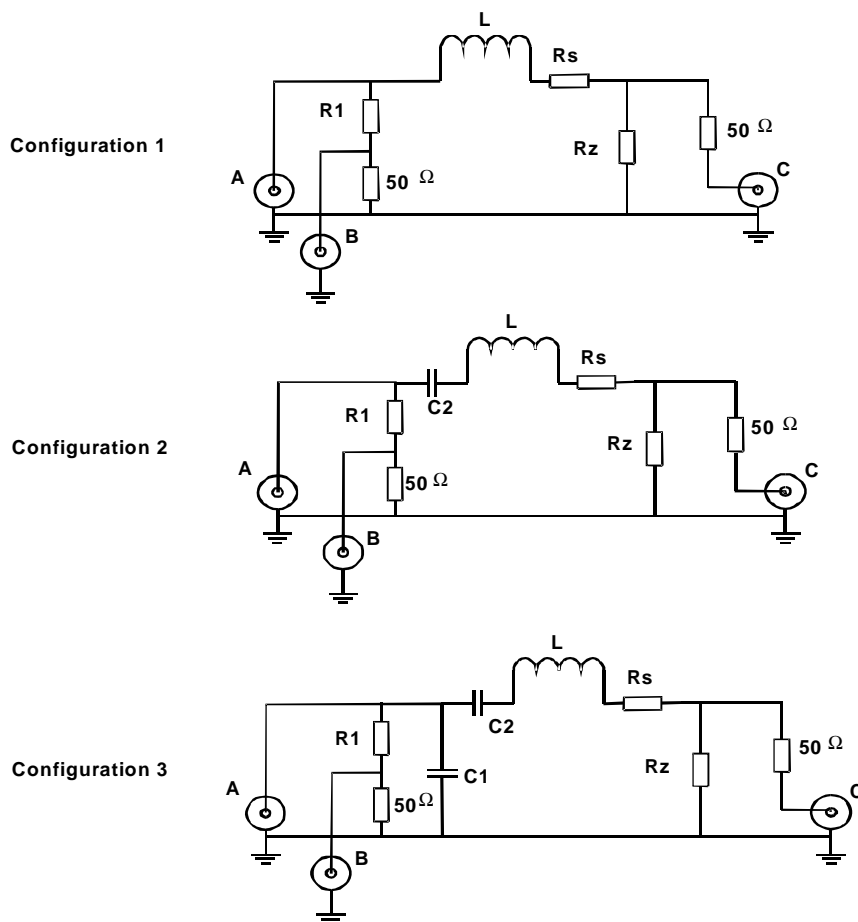 L
Rs
R1
50 Ω
Configuration 1
Rz
A
50 Ω
C
B
L
Rs
C2
R1
50 Ω
Configuration 2
Rz
A
50 Ω
C
B
L
Rs
C2
R1
50 Ω
Configuration 3
C1
Rz
A
50 Ω
C
B